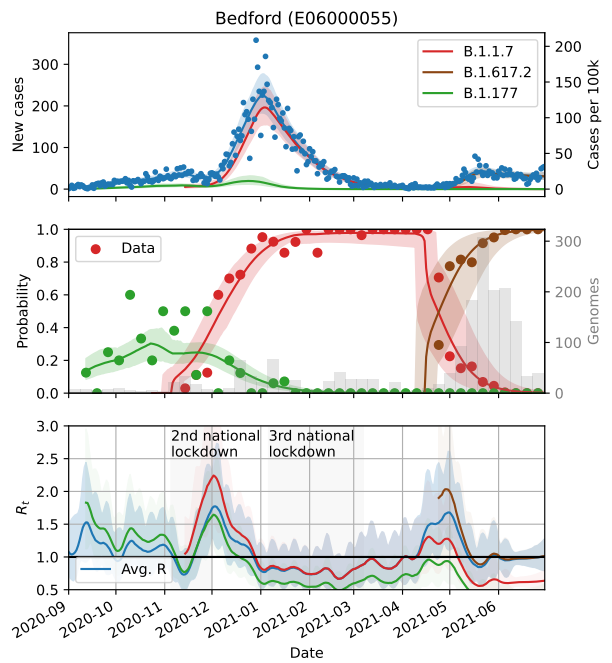 Bedford (E06000055)
New cases
300
200
100
0
B.1.1.7
B.1.617.2
B.1.177
200
150
100
50
0
Cases per 100k
Probability
1.0
0.8
0.6
0.4
0.2
0.0
Data
300
200
100
0
Genomes
R_t
3.0
2.5
2.0
1.5
1.0
0.5
2nd national
lockdown
3rd national
lockdown
Avg. R
2020-09
2020-10
2020-11
2020-12
2021-01
2021-02
2021-03
2021-04
2021-05
2021-06
Date